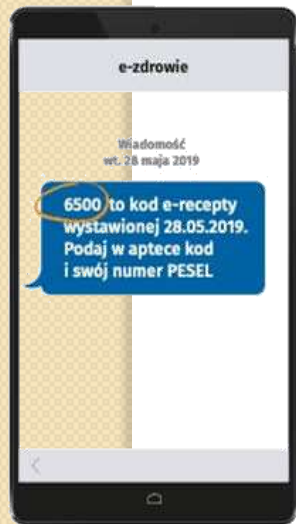 e-zdrowie
Wiadomość
wt. 28 maja 2019
6500 to kod e-recepty
wystawionej 28.05.2019.
Podaj w aptece kod
i swój numer PESEL